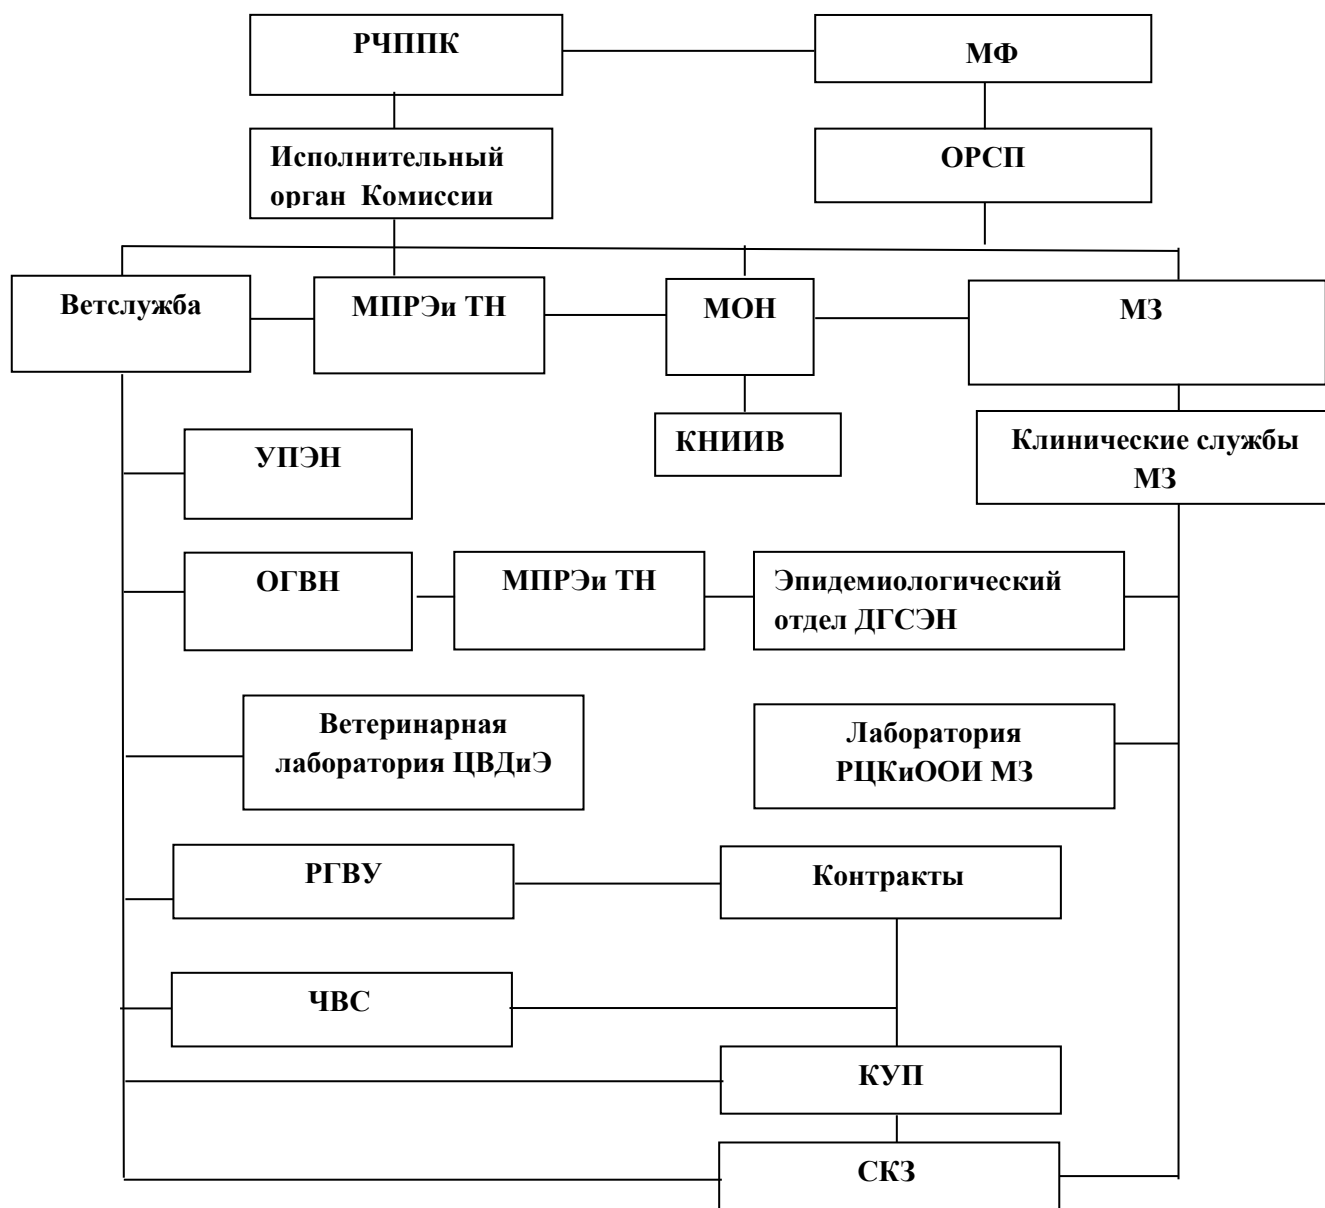 РЧППК
МФ
Исполнительный
орган Комиссии
ОРСП
Ветслужба
МПРЭи ТН
МОН
МЗ
КНИИВ
Клинические службы
МЗ
УПЭН
ОГВН
МПРЭи ТН
Эпидемиологический
отдел ДГСЭН
Ветеринарная
лаборатория ЦВДиЭ
Лаборатория
РЦКиООИ МЗ
РГВУ
Контракты
ЧВС
КУП
СКЗ